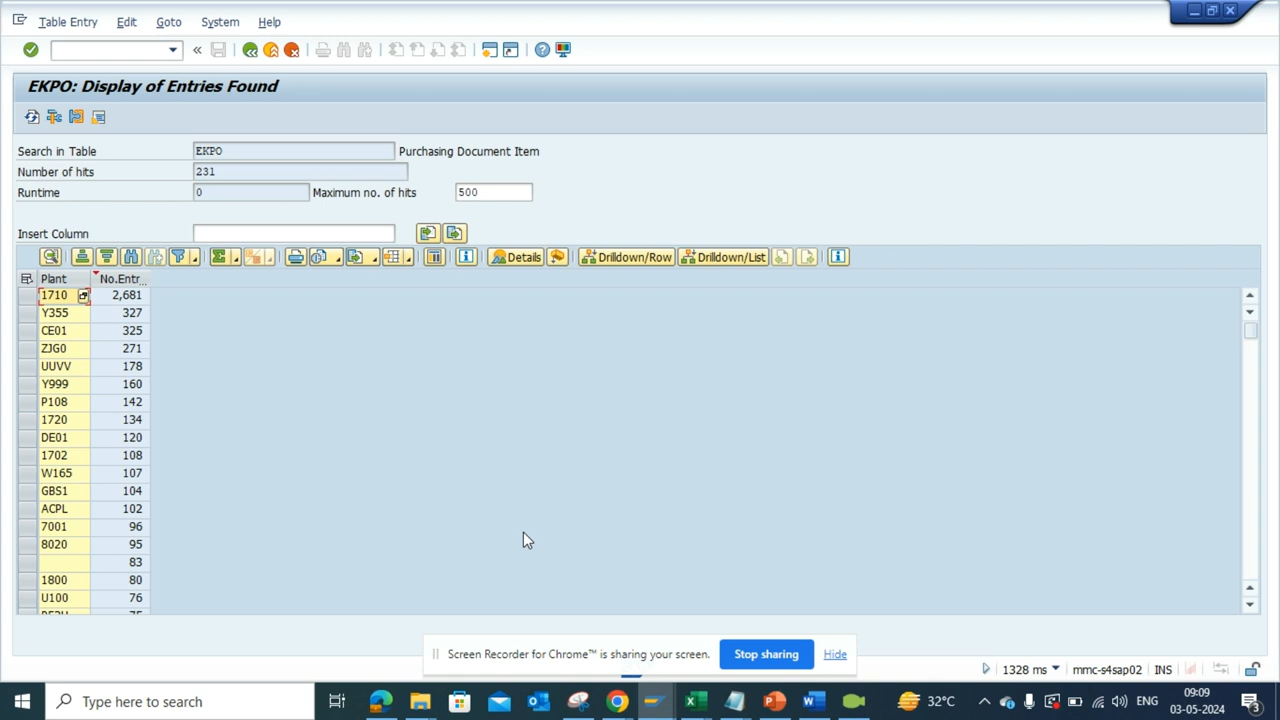 Table Entry Edit Goto System Help
EKPO: Display of Entries Found
Search in Table EKPO Purchasing Document Item
Number of hits 231
Runtime 0 Maximum no. of hits 500
Insert Column
Details Drilldown/Row Drilldown/List
Plant No.Entr...
1710 2,681
Y355 327
CE01 325
ZJG0 271
UUVV 178
Y999 160
P108 142
1720 134
DE01 120
1702 108
W165 107
GBS1 104
ACPL 102
7001 96
8020 95
83
1800 80
U100 76
Screen Recorder for Chrome™ is sharing your screen. Stop sharing Hide
1328 ms mmc-s4sap02 INS
Type here to search
32°C ENG
09:09
03-05-2024
3